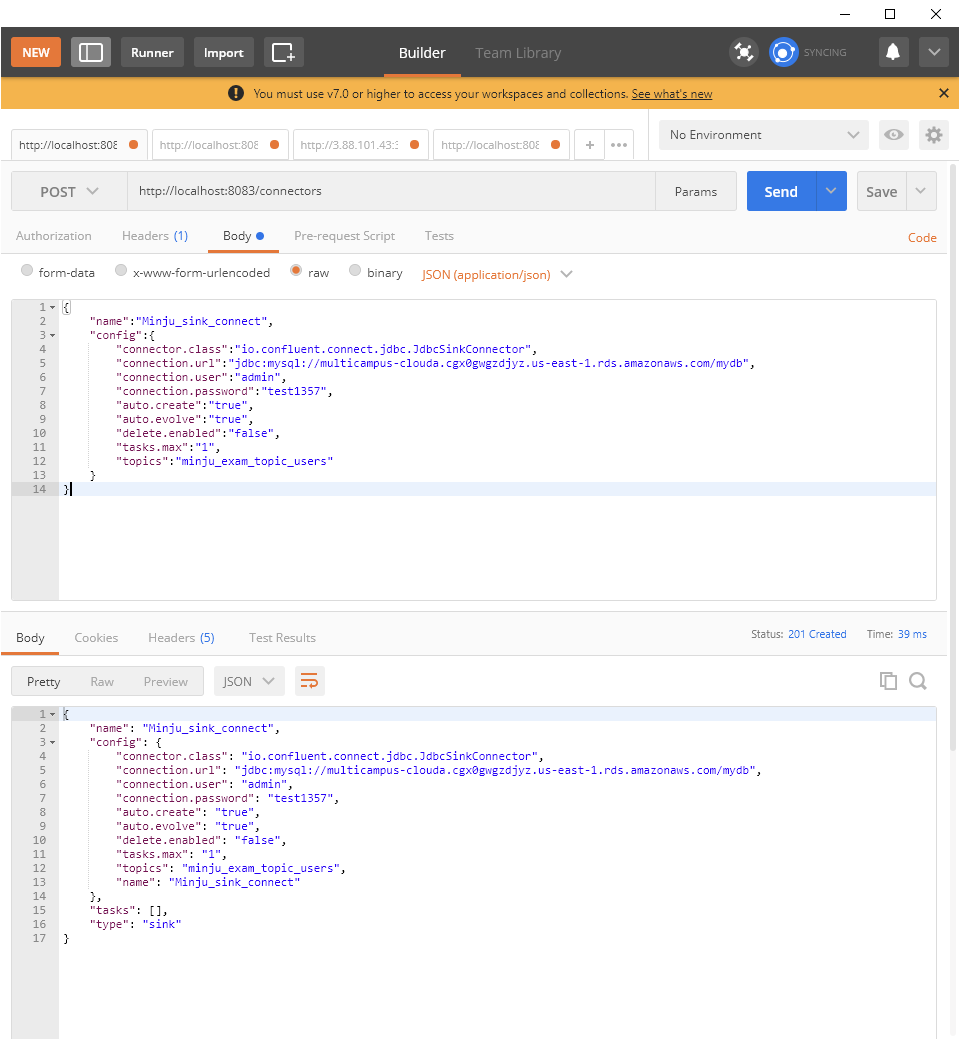 NEW Runner Import Builder Team Library SYNCING
You must use v7.0 or higher to access your workspaces and collections. See what's new
http://localhost:808 http://localhost:808 http://3.88.101.43:3 http://localhost:808 + ••• No Environment
POST http://localhost:8083/connectors Params Send Save
Authorization Headers (1) Body Pre-request Script Tests Code
form-data x-www-form-urlencoded raw binary JSON (application/json)
1 {
2 "name":"Minju_sink_connect",
3 "config":{
4 "connector.class":"io.confluent.connect.jdbc.JdbcSinkConnector",
5 "connection.url":"jdbc:mysql://multicampus-clouda.cgx0gwgzdjyz.us-east-1.rds.amazonaws.com/mydb",
6 "connection.user":"admin",
7 "connection.password":"test1357",
8 "auto.create":"true",
9 "auto.evolve":"true",
10 "delete.enabled":"false",
11 "tasks.max":"1",
12 "topics":"minju_exam_topic_users"
13 }
14 }
Body Cookies Headers (5) Test Results Status: 201 Created Time: 39 ms
Pretty Raw Preview JSON
1 {
2 "name": "Minju_sink_connect",
3 "config": {
4 "connector.class": "io.confluent.connect.jdbc.JdbcSinkConnector",
5 "connection.url": "jdbc:mysql://multicampus-clouda.cgx0gwgzdjyz.us-east-1.rds.amazonaws.com/mydb",
6 "connection.user": "admin",
7 "connection.password": "test1357",
8 "auto.create": "true",
9 "auto.evolve": "true",
10 "delete.enabled": "false",
11 "tasks.max": "1",
12 "topics": "minju_exam_topic_users",
13 "name": "Minju_sink_connect"
14 },
15 "tasks": [],
16 "type": "sink"
17 }